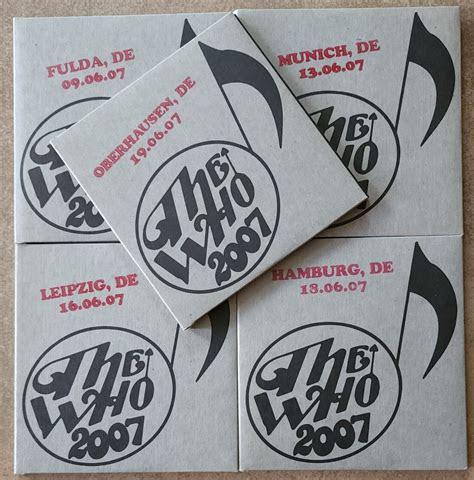 FULDA, DE
09.06.07
MUNICH, DE
13.06.07
OBERHAUSEN, DE
19.06.07
THE
WHO
2007
LEIPZIG, DE
16.06.07
THE
WHO
2007
HAMBURG, DE
18.06.07
THE
WHO
2007